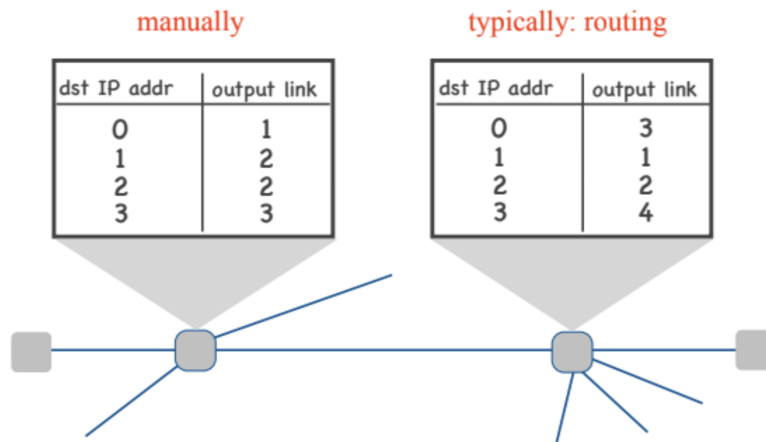 manually
typically: routing
dst IP addr output link
0 1
1 2
2 2
3 3
dst IP addr output link
0 3
1 1
2 2
3 4